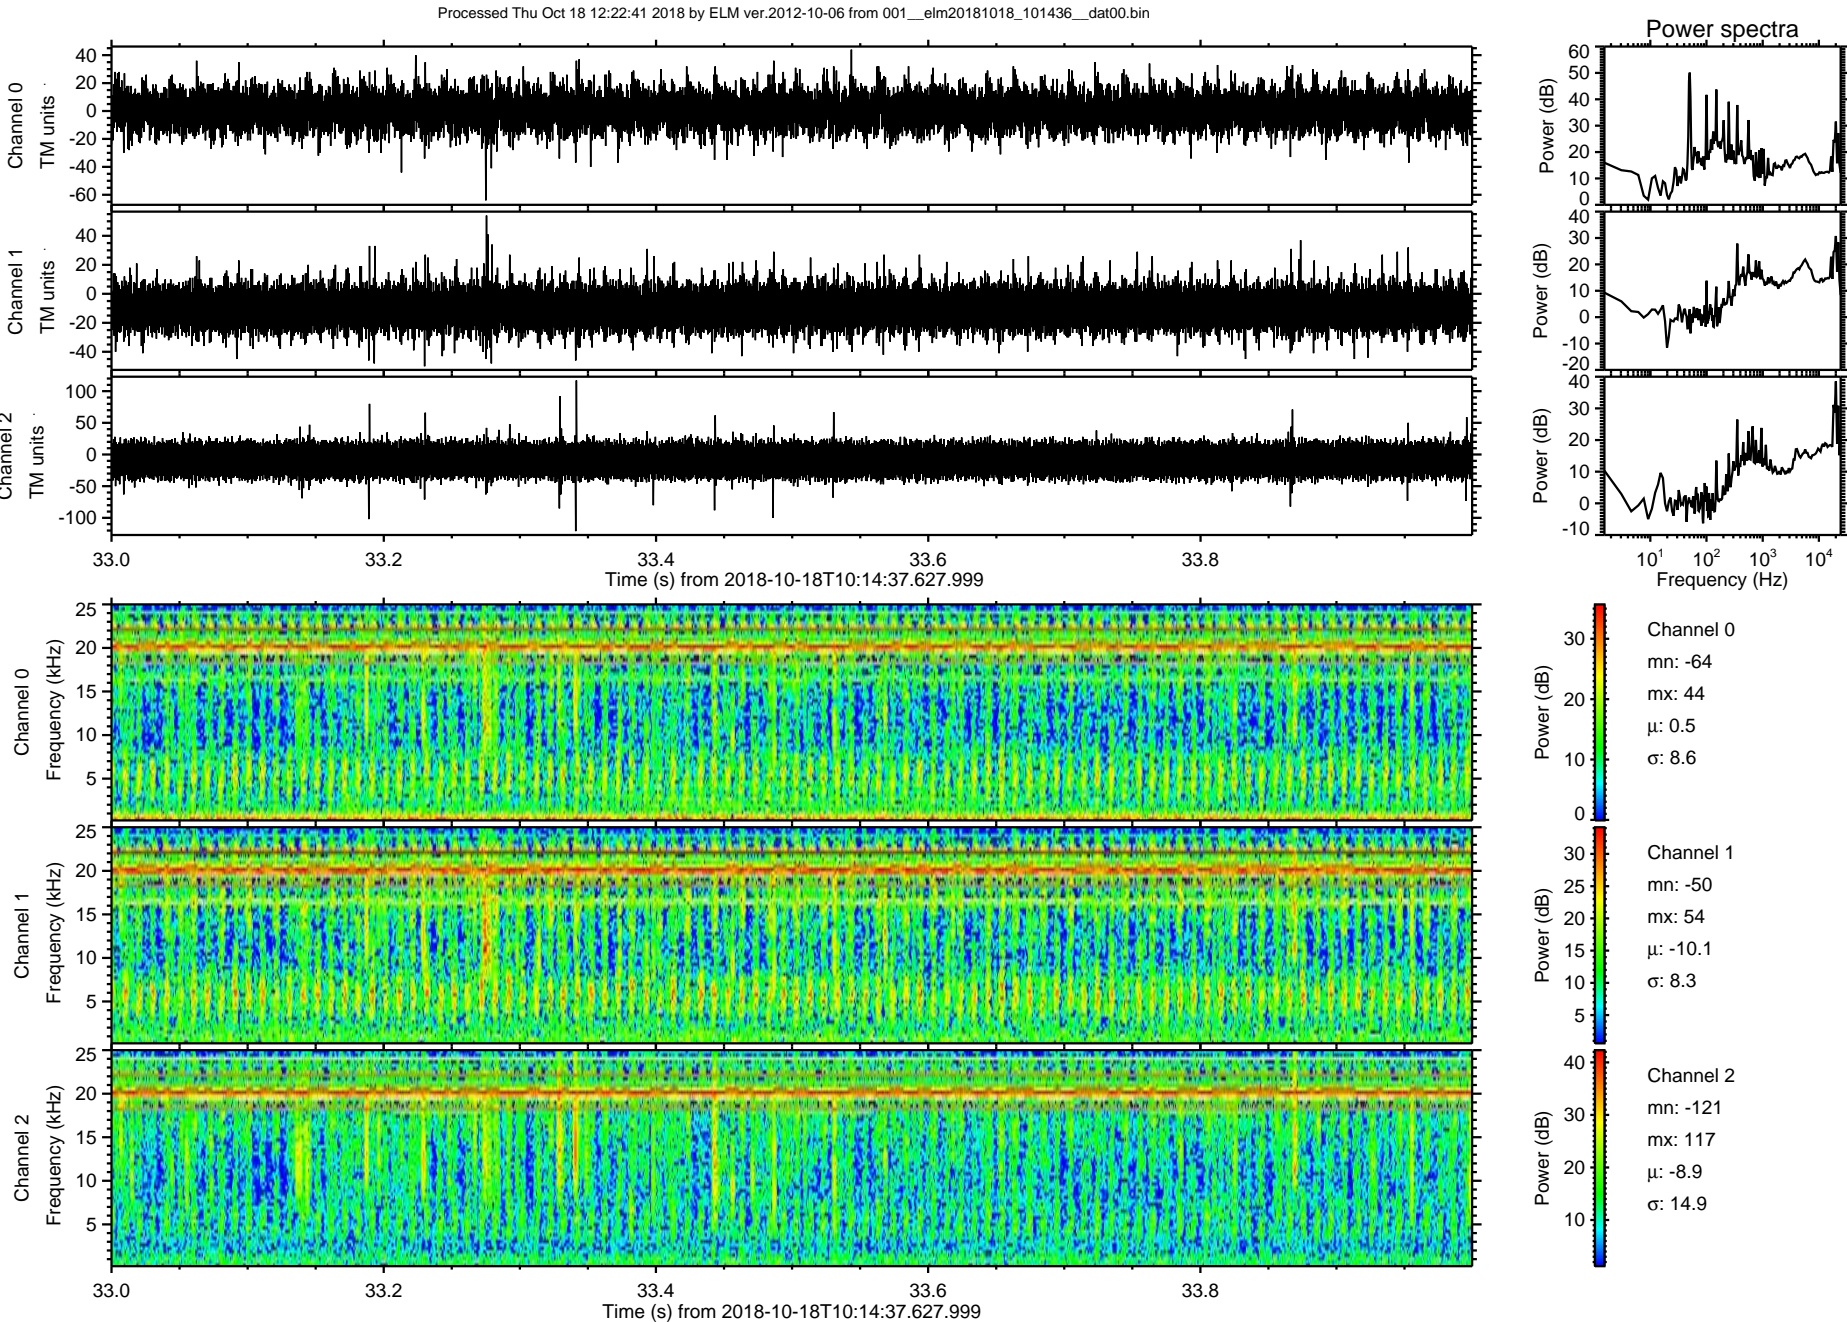 Processed Thu Oct 18 12:22:41 2018 by ELM ver.2012-10-06 from 001__elm20181018_101436__dat00.bin
Power spectra
Channel 0
TM units
40
20
0
-20
-40
-60
Power (dB)
60
50
40
30
20
10
0
Channel 1
TM units
40
20
0
-20
-40
Power (dB)
40
30
20
10
0
-10
-20
Channel 2
TM units
100
50
0
-50
-100
Power (dB)
40
30
20
10
0
-10
33.0 33.2 33.4 33.6 33.8
Time (s) from 2018-10-18T10:14:37.627.999
10^1 10^2 10^3 10^4
Frequency (Hz)
Channel 0
Frequency (kHz)
25
20
15
10
5
Power (dB)
30
20
10
0
Channel 0
mn: -64
mx: 44
μ: 0.5
σ: 8.6
Channel 1
Frequency (kHz)
25
20
15
10
5
Power (dB)
30
25
20
15
10
5
Channel 1
mn: -50
mx: 54
μ: -10.1
σ: 8.3
Channel 2
Frequency (kHz)
25
20
15
10
5
Power (dB)
40
30
20
10
Channel 2
mn: -121
mx: 117
μ: -8.9
σ: 14.9
33.0 33.2 33.4 33.6 33.8
Time (s) from 2018-10-18T10:14:37.627.999